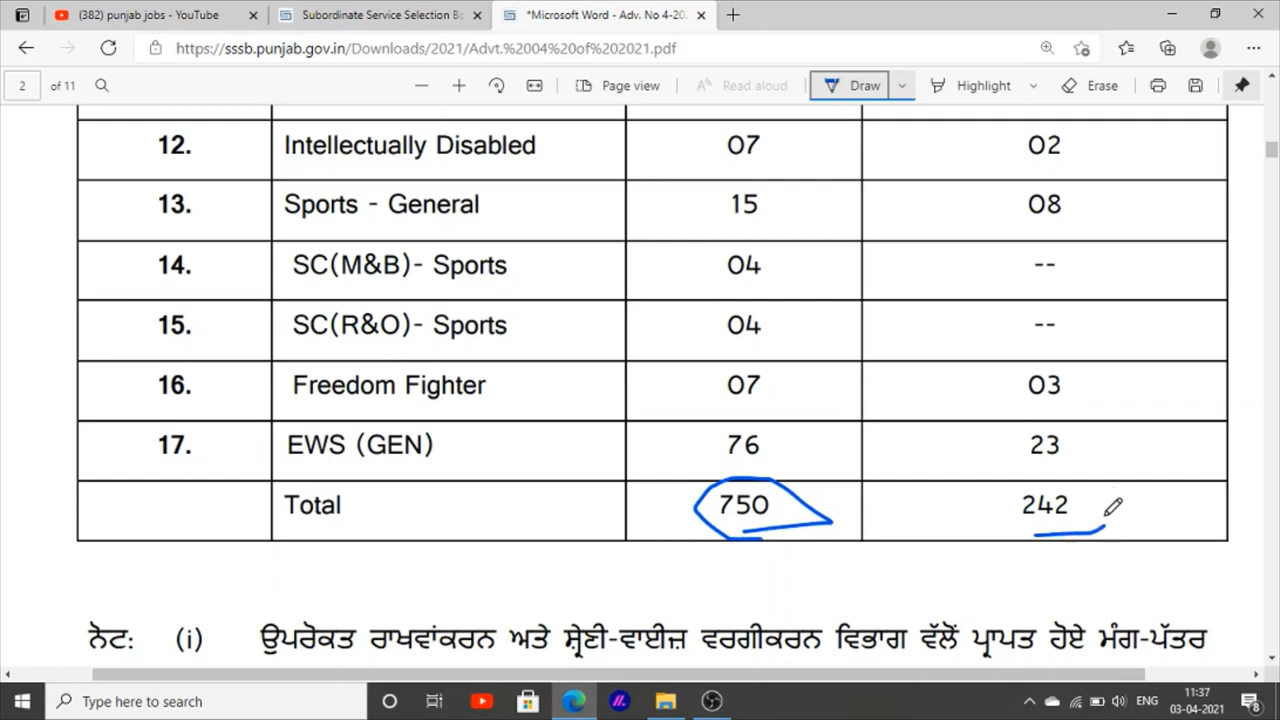 (382) punjab jobs - YouTube
Subordinate Service Selection Bo
*Microsoft Word - Adv. No 4-202
https://sssb.punjab.gov.in/Downloads/2021/Advt.%2004%20of%202021.pdf
2 of 11 Page view Read aloud Draw Highlight Erase
12. Intellectually Disabled 07 02
13. Sports - General 15 08
14. SC(M&B)- Sports 04 --
15. SC(R&O)- Sports 04 --
16. Freedom Fighter 07 03
17. EWS (GEN) 76 23
Total 750 242
ਨੋਟ: (i) ਉਪਰੋਕਤ ਰਾਖਵਾਂਕਰਨ ਅਤੇ ਸ਼੍ਰੇਣੀ-ਵਾਈਜ਼ ਵਰਗੀਕਰਨ ਵਿਭਾਗ ਵੱਲੋਂ ਪ੍ਰਾਪਤ ਹੋਏ ਮੰਗ-ਪੱਤਰ
Type here to search
ENG
11:37
03-04-2021
8